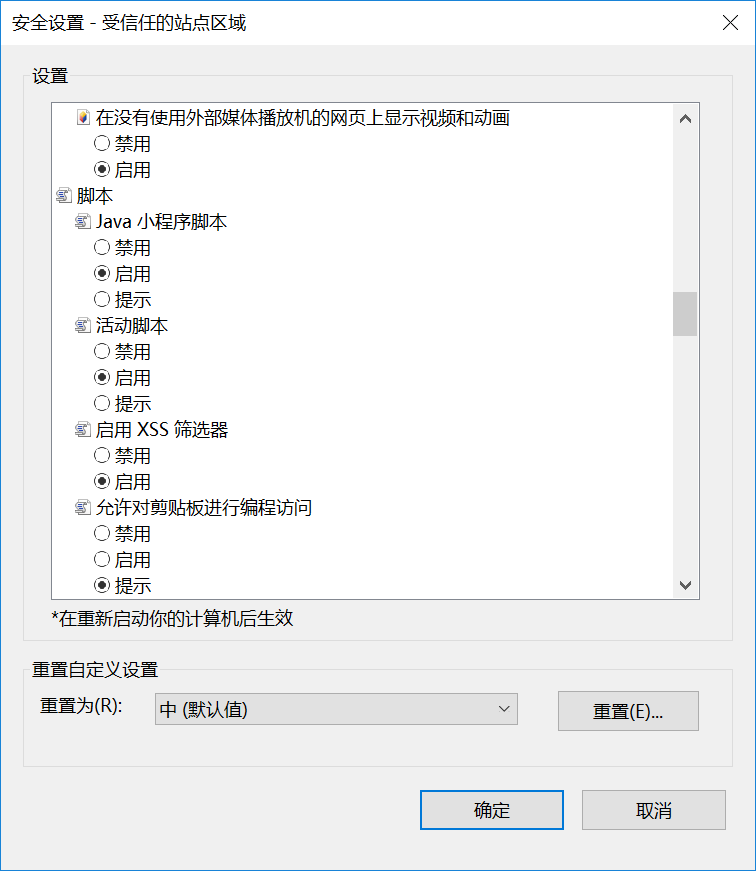 安全设置 - 受信任的站点区域
设置
在没有使用外部媒体播放机的网页上显示视频和动画
禁用
启用
脚本
Java 小程序脚本
禁用
启用
提示
活动脚本
禁用
启用
提示
启用 XSS 筛选器
禁用
启用
允许对剪贴板进行编程访问
禁用
启用
提示
*在重新启动你的计算机后生效
重置自定义设置
重置为(R):
中 (默认值)
重置(E)...
确定
取消